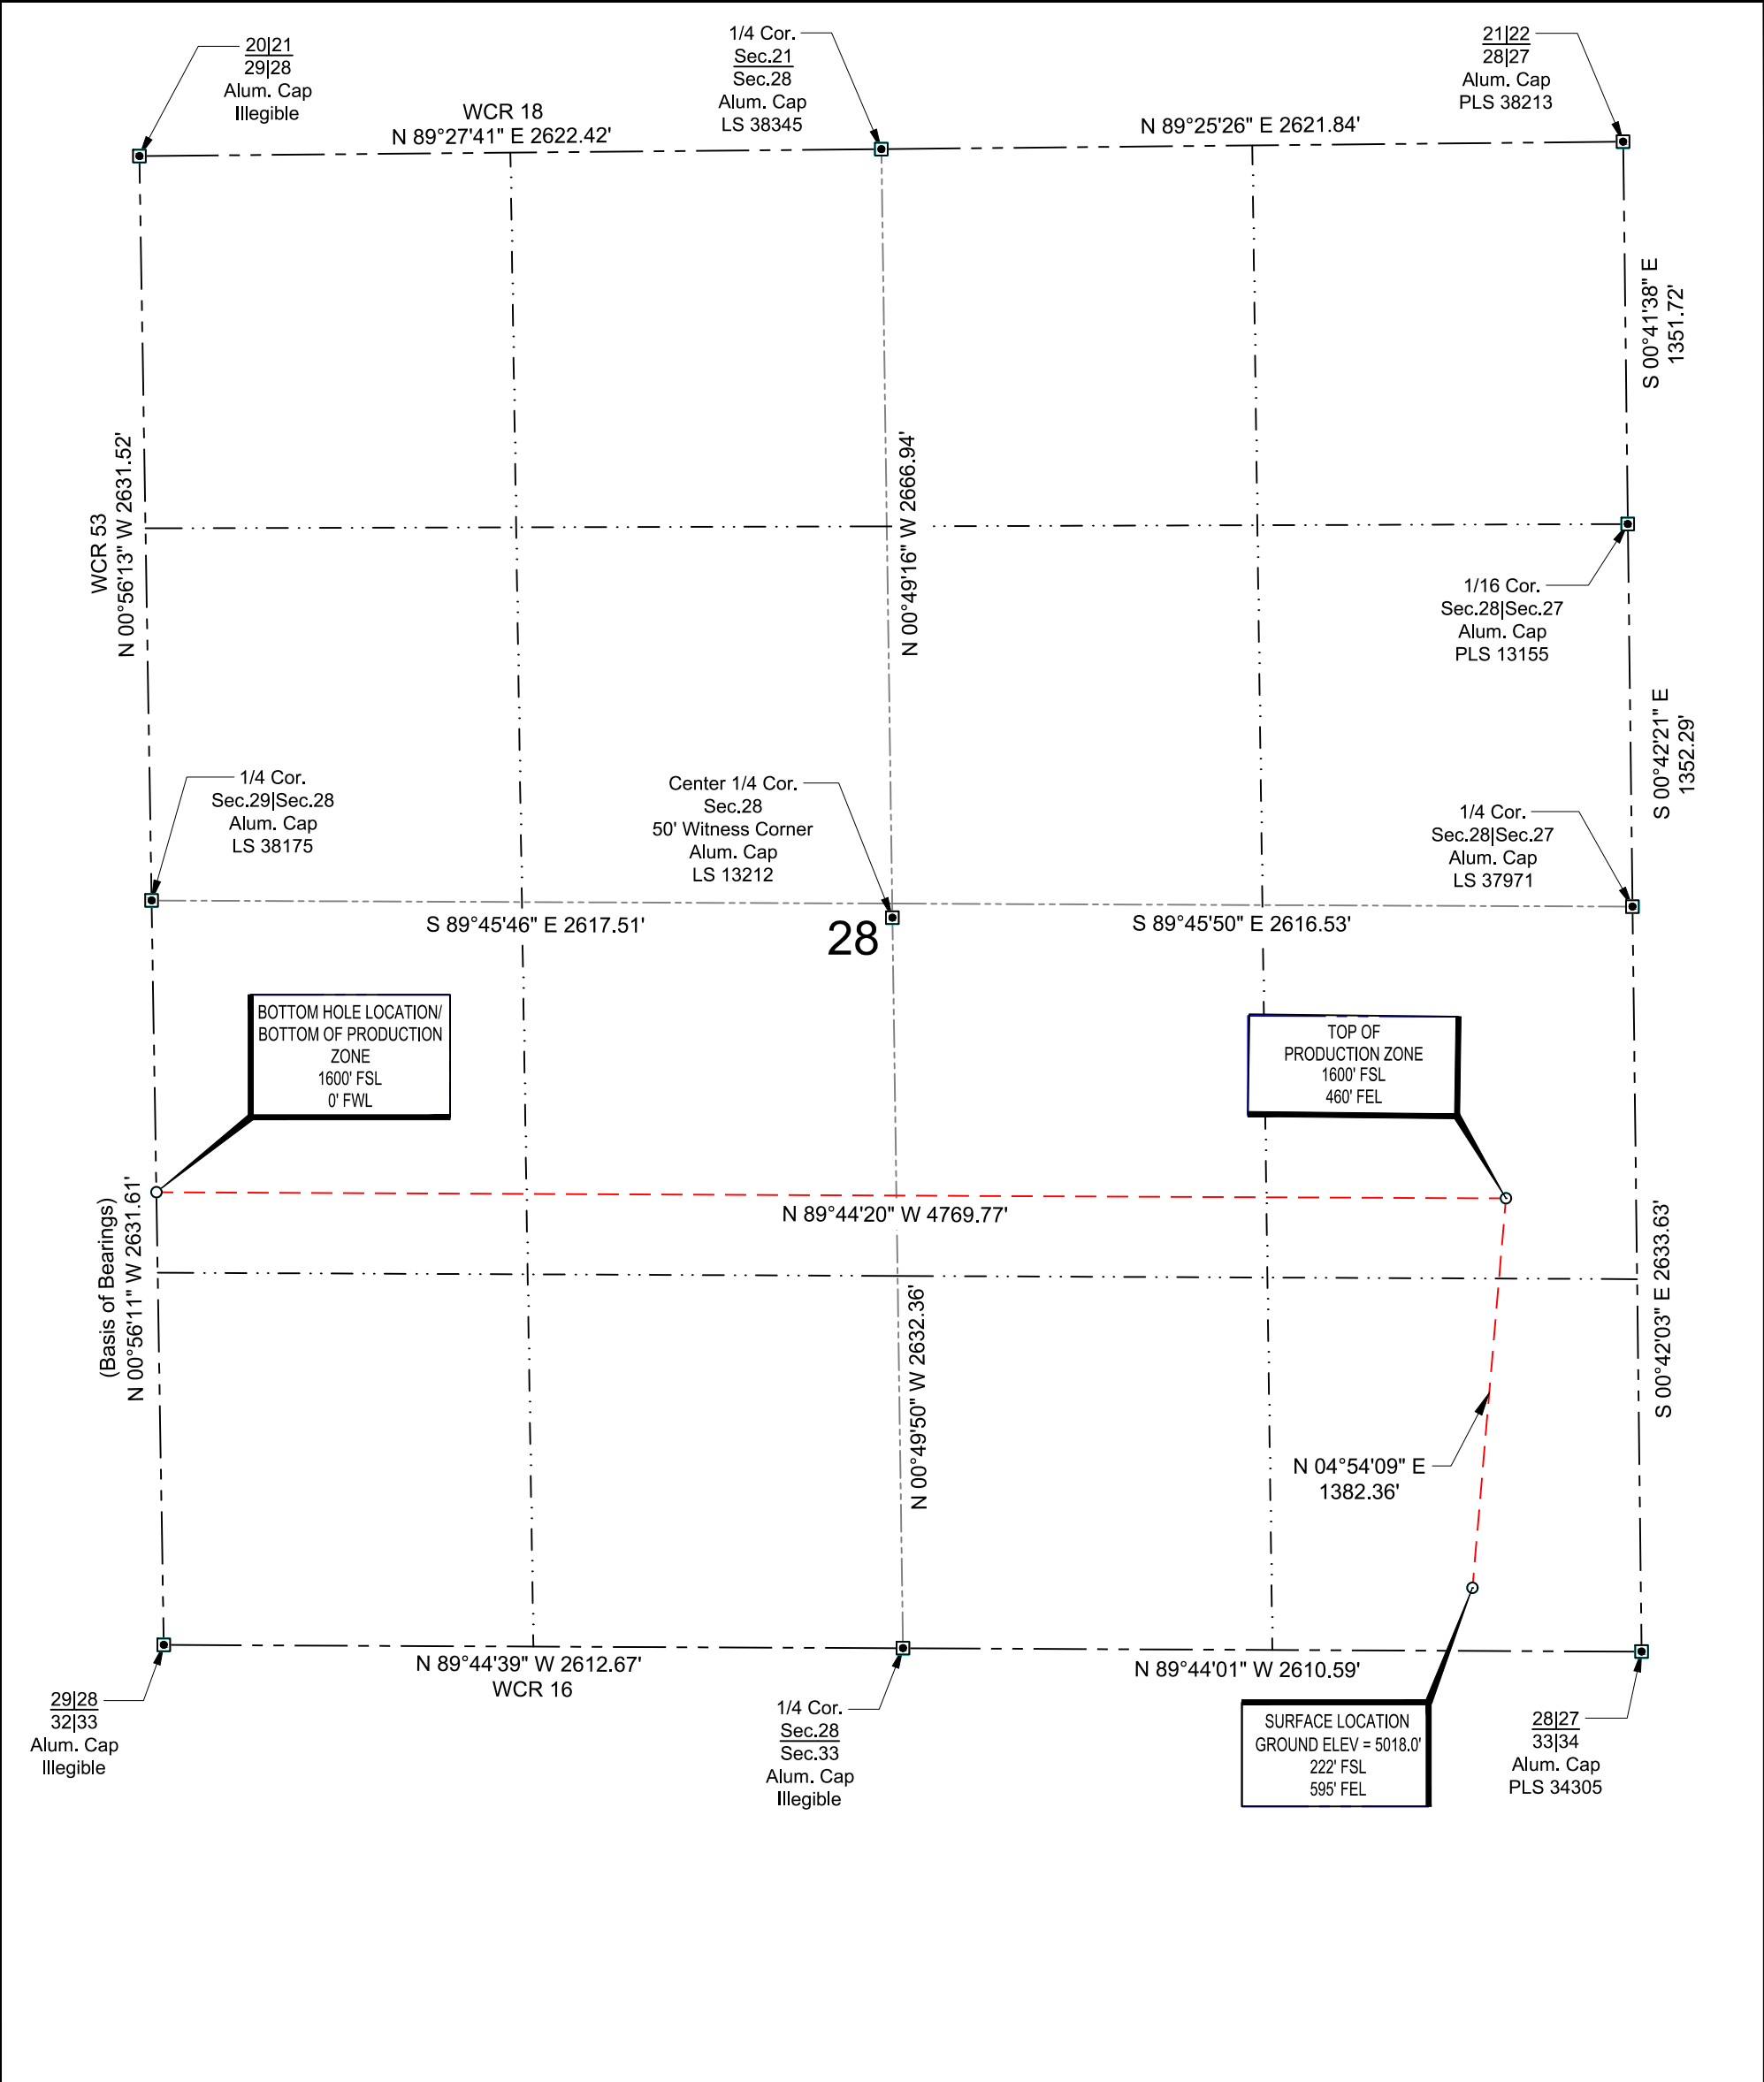 20|21
29|28
Alum. Cap
Illegible
1/4 Cor.
Sec.21
Sec.28
Alum. Cap
LS 38345
21|22
28|27
Alum. Cap
PLS 38213
WCR 18
N 89°27'41" E 2622.42'
N 89°25'26" E 2621.84'
S 00°41'38" E
1351.72'
WCR 53
N 00°56'13" W 2631.52'
N 00°49'16" W 2666.94'
1/16 Cor.
Sec.28|Sec.27
Alum. Cap
PLS 13155
S 00°42'21" E
1352.29'
1/4 Cor.
Sec.29|Sec.28
Alum. Cap
LS 38175
Center 1/4 Cor.
Sec.28
50' Witness Corner
Alum. Cap
LS 13212
1/4 Cor.
Sec.28|Sec.27
Alum. Cap
LS 37971
S 89°45'46" E 2617.51'
28
S 89°45'50" E 2616.53'
BOTTOM HOLE LOCATION/
BOTTOM OF PRODUCTION
ZONE
1600' FSL
0' FWL
TOP OF
PRODUCTION ZONE
1600' FSL
460' FEL
N 89°44'20" W 4769.77'
(Basis of Bearings)
N 00°56'11" W 2631.61'
N 00°49'50" W 2632.36'
S 00°42'03" E 2633.63'
N 04°54'09" E
1382.36'
N 89°44'39" W 2612.67'
WCR 16
N 89°44'01" W 2610.59'
29|28
32|33
Alum. Cap
Illegible
1/4 Cor.
Sec.28
Sec.33
Alum. Cap
Illegible
SURFACE LOCATION
GROUND ELEV = 5018.0'
222' FSL
595' FEL
28|27
33|34
Alum. Cap
PLS 34305